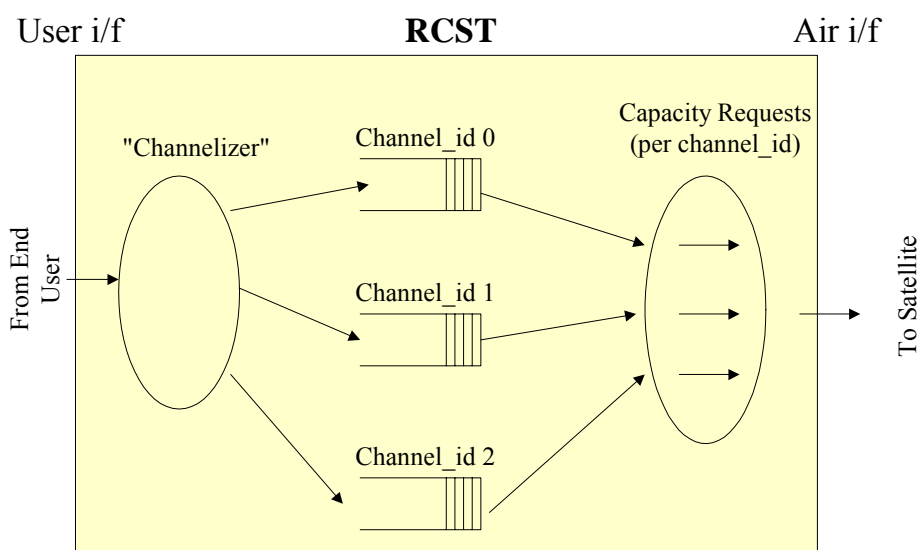 User i/f
RCST
Air i/f
"Channelizer"
Channel_id 0
Capacity Requests
(per channel_id)
From End
User
Channel_id 1
To Satellite
Channel_id 2